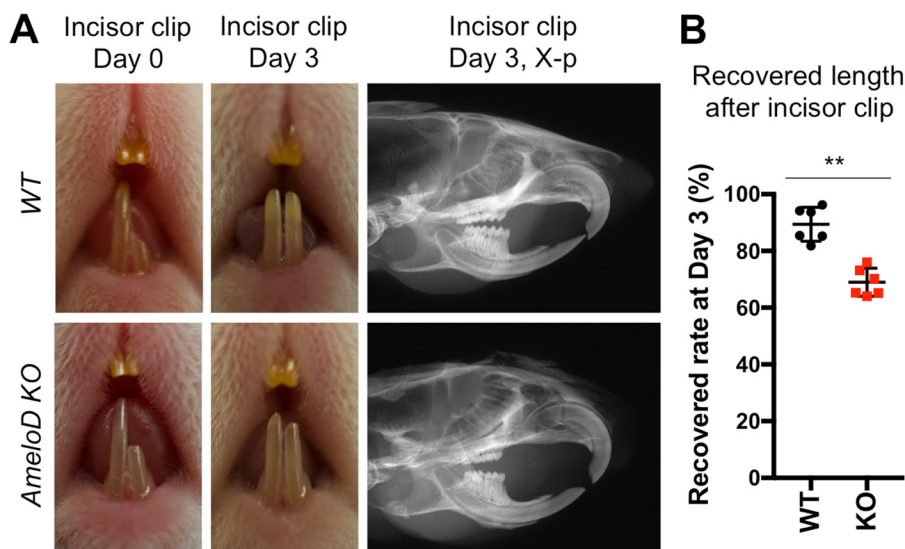 A
Incisor clip
Day 0
Incisor clip
Day 3
Incisor clip
Day 3, X-p
WT
AmeloD KO
B
Recovered length
after incisor clip
**
Recovered rate at Day 3 (%)
100
80
60
40
20
0
WT
KO